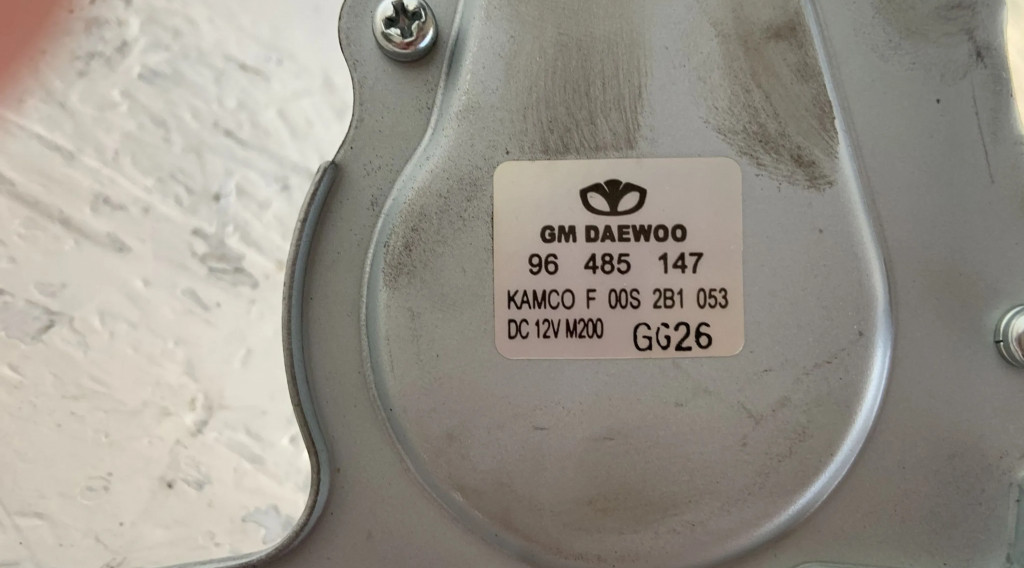 GM DAEWOO
96 485 147
KAMCO F 00S 2B1 053
DC 12V M200 GG26